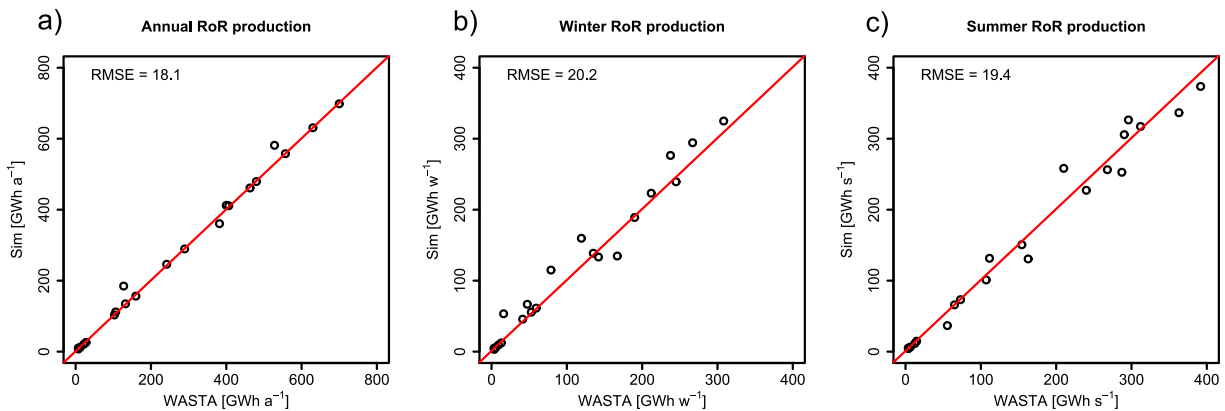 a) Annual RoR production
RMSE = 18.1
Sim [GWh a⁻¹]
800
600
400
200
0
0 200 400 600 800
WASTA [GWh a⁻¹]
b) Winter RoR production
RMSE = 20.2
Sim [GWh w⁻¹]
400
300
200
100
0
0 100 200 300 400
WASTA [GWh w⁻¹]
c) Summer RoR production
RMSE = 19.4
Sim [GWh s⁻¹]
400
300
200
100
0
0 100 200 300 400
WASTA [GWh s⁻¹]